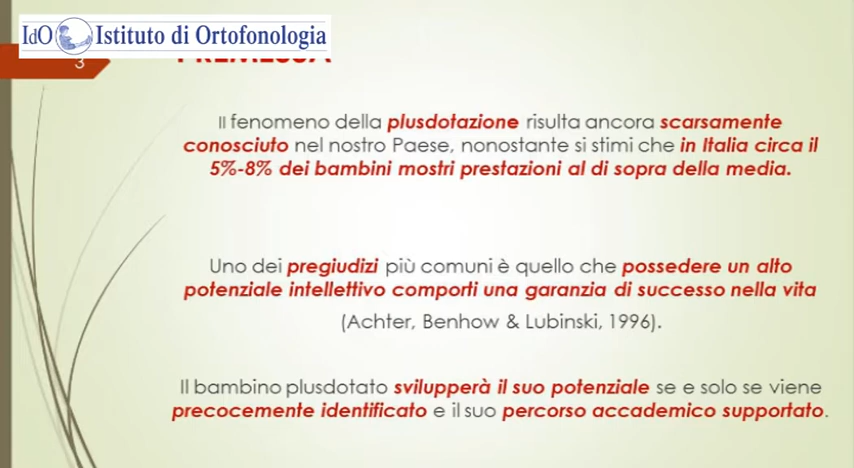 IdO Istituto di Ortofonologia
3
PREMESSA
Il fenomeno della plusdotazione risulta ancora scarsamente
conosciuto nel nostro Paese, nonostante si stimi che in Italia circa il
5%-8% dei bambini mostri prestazioni al di sopra della media.
Uno dei pregiudizi più comuni è quello che possedere un alto
potenziale intellettivo comporti una garanzia di successo nella vita
(Achter, Benhow & Lubinski, 1996).
Il bambino plusdotato svilupperà il suo potenziale se e solo se viene
precocemente identificato e il suo percorso accademico supportato.